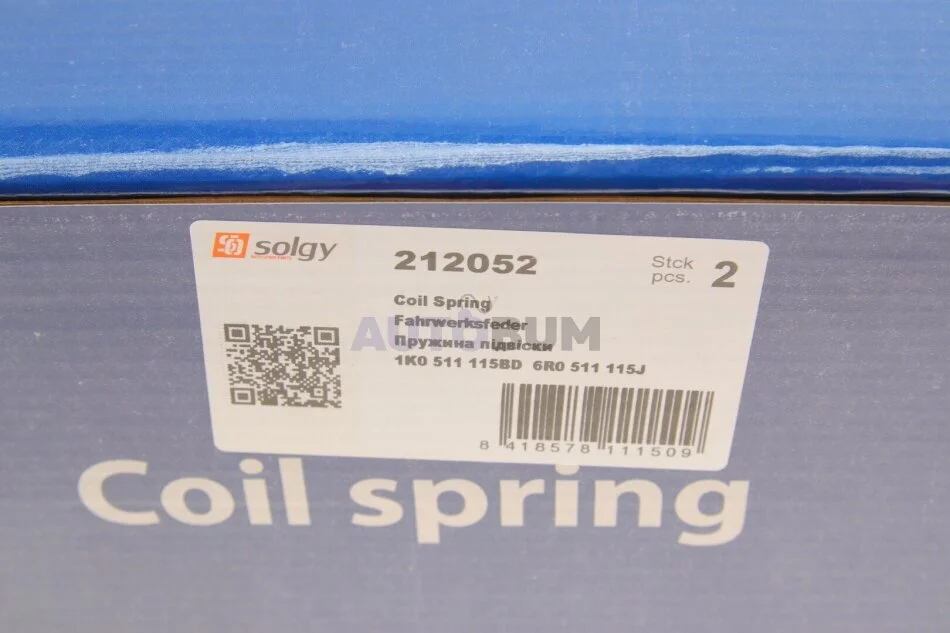 solgy
212052
Stck
pcs. 2
Coil Spring
Fahrwerksfeder
Пружина підвіски
1K0 511 115BD 6R0 511 115J
AUTOBUM
8 418578 111509
Coil spring